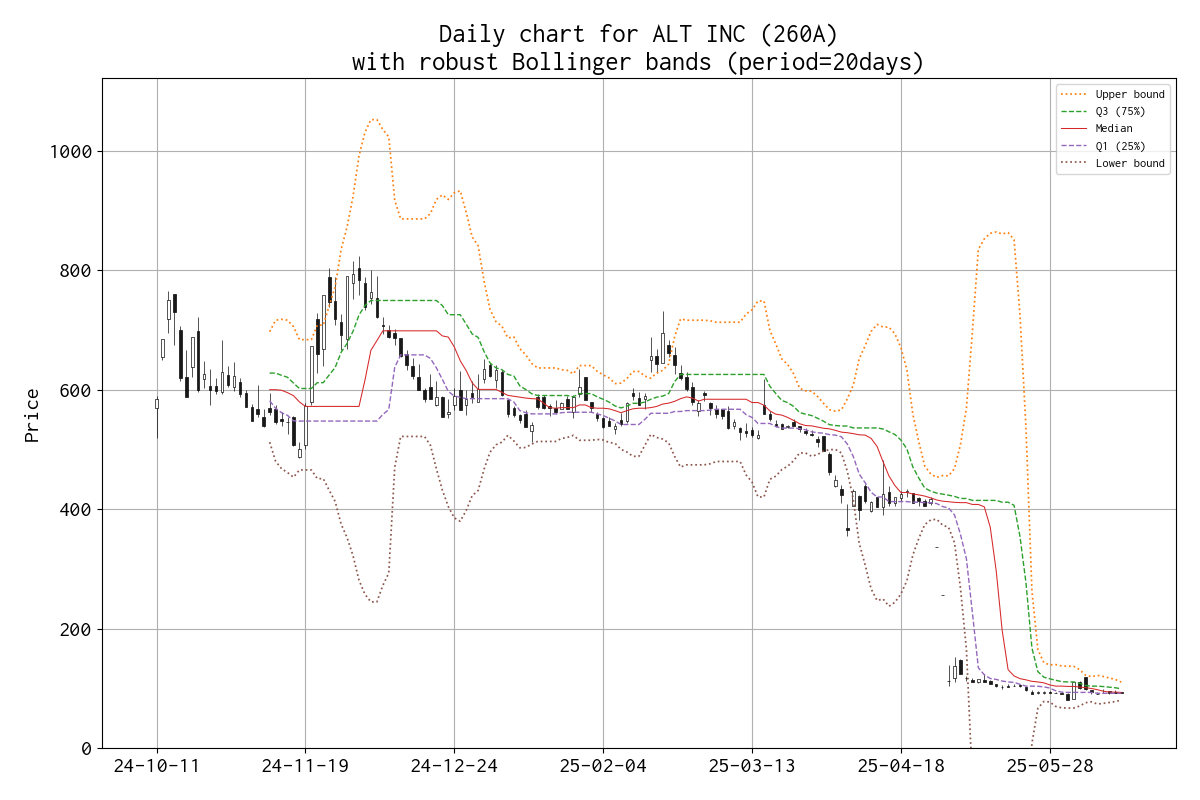 Daily chart for ALT INC (260A)
with robust Bollinger bands (period=20days)
Upper bound
Q3 (75%)
Median
Q1 (25%)
Lower bound
Price
1000
800
600
400
200
0
24-10-11
24-11-19
24-12-24
25-02-04
25-03-13
25-04-18
25-05-28